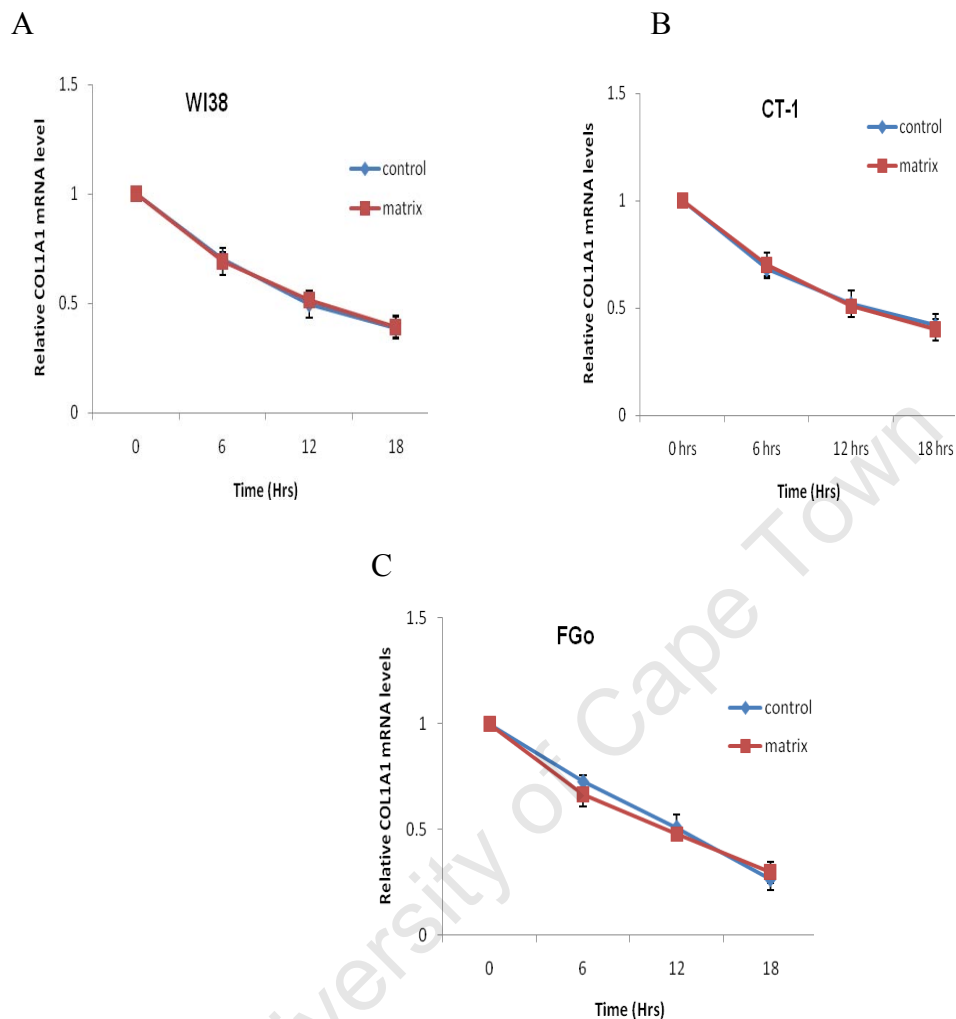 A
B
1.5
WI38
1
0.5
0
Relative COL1A1 mRNA level
control
matrix
0 6 12 18
Time (Hrs)
1.5
CT-1
1
0.5
0
Relative COL1A1 mRNA levels
control
matrix
0 hrs 6 hrs 12 hrs 18 hrs
Time (Hrs)
C
1.5
FGo
1
0.5
0
Relative COL1A1 mRNA levels
control
matrix
0 6 12 18
Time (Hrs)
versity of Cape Town